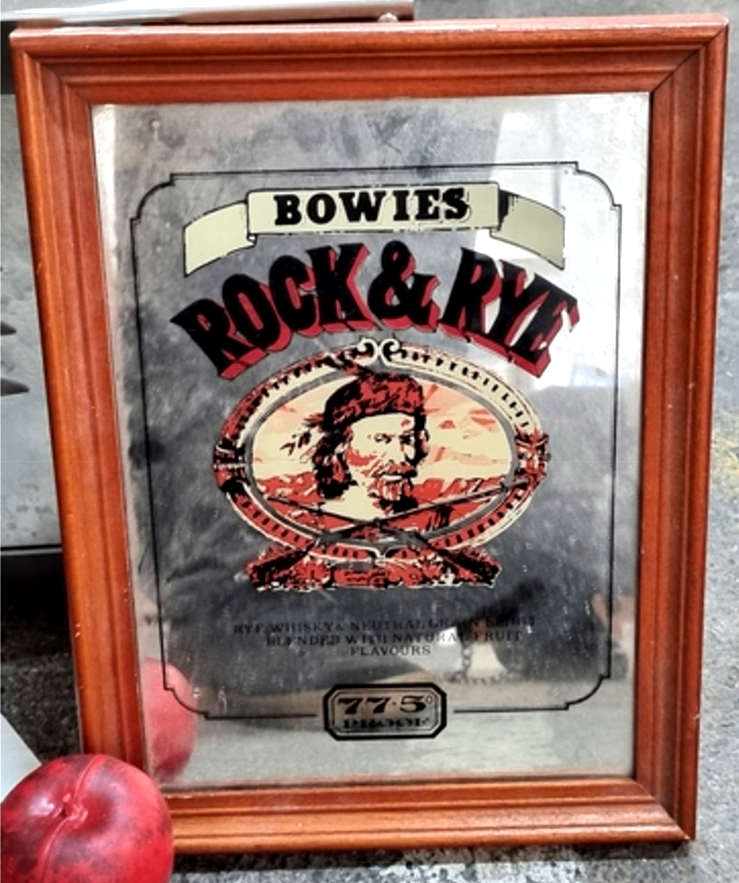 BOWIES
ROCK & RYE
RYE WHISKY & NEUTRAL GRAIN SPIRIT
BLENDED WITH NATURAL FRUIT
FLAVOURS
77·5°
PROOF